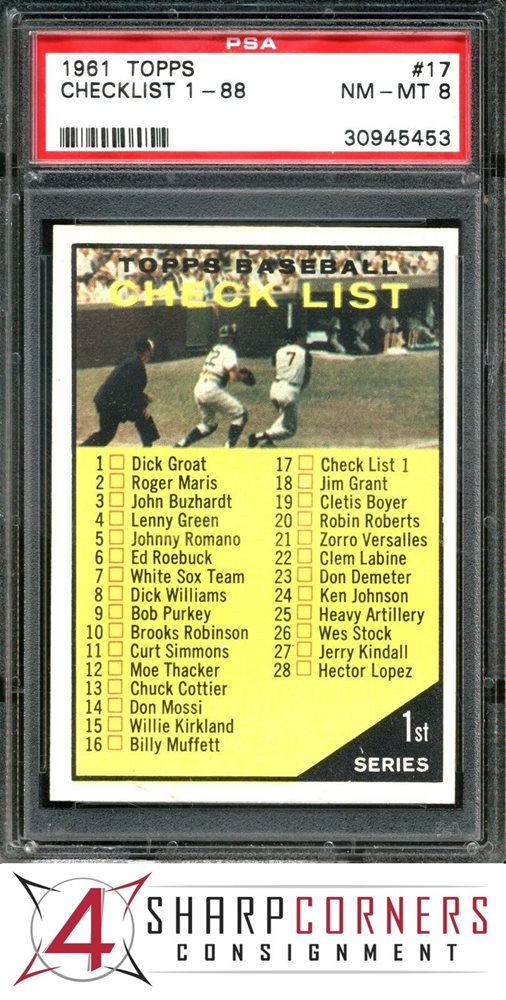 PSA
1961 TOPPS #17
CHECKLIST 1-88 NM-MT 8
30945453
TOPPS BASEBALL
CHECK LIST
2 7
1 Dick Groat
2 Roger Maris
3 John Buzhardt
4 Lenny Green
5 Johnny Romano
6 Ed Roebuck
7 White Sox Team
8 Dick Williams
9 Bob Purkey
10 Brooks Robinson
11 Curt Simmons
12 Moe Thacker
13 Chuck Cottier
14 Don Mossi
15 Willie Kirkland
16 Billy Muffett
17 Check List 1
18 Jim Grant
19 Cletis Boyer
20 Robin Roberts
21 Zorro Versalles
22 Clem Labine
23 Don Demeter
24 Ken Johnson
25 Heavy Artillery
26 Wes Stock
27 Jerry Kindall
28 Hector Lopez
1st
SERIES
4 SHARPCORNERS
CONSIGNMENT